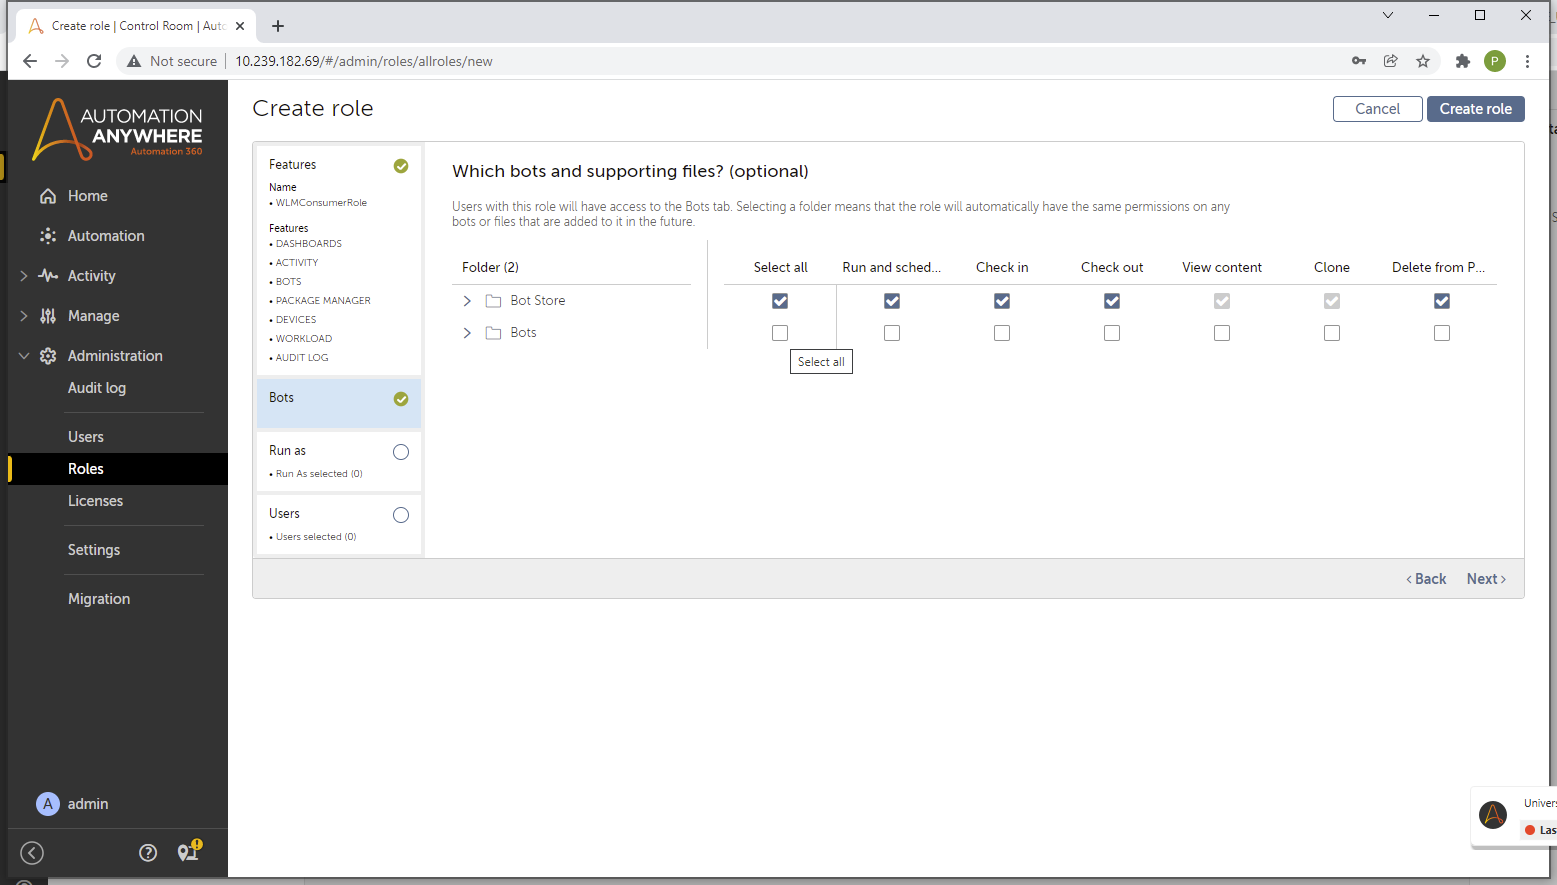 Create role | Control Room | Auto
Not secure
10.239.182.69/#/admin/roles/allroles/new
P
AUTOMATION
ANYWHERE
Automation 360
Home
Automation
Activity
Manage
Administration
Audit log
Users
Roles
Licenses
Settings
Migration
A admin
Create role
Cancel
Create role
Features
Name
• WLMConsumerRole
Features
• DASHBOARDS
• ACTIVITY
• BOTS
• PACKAGE MANAGER
• DEVICES
• WORKLOAD
• AUDIT LOG
Bots
Run as
• Run As selected (0)
Users
• Users selected (0)
Which bots and supporting files? (optional)
Users with this role will have access to the Bots tab. Selecting a folder means that the role will automatically have the same permissions on any
bots or files that are added to it in the future.
Folder (2) Select all Run and sched... Check in Check out View content Clone Delete from P...
Bot Store
Bots
Select all
‹ Back Next ›
Univers
Las